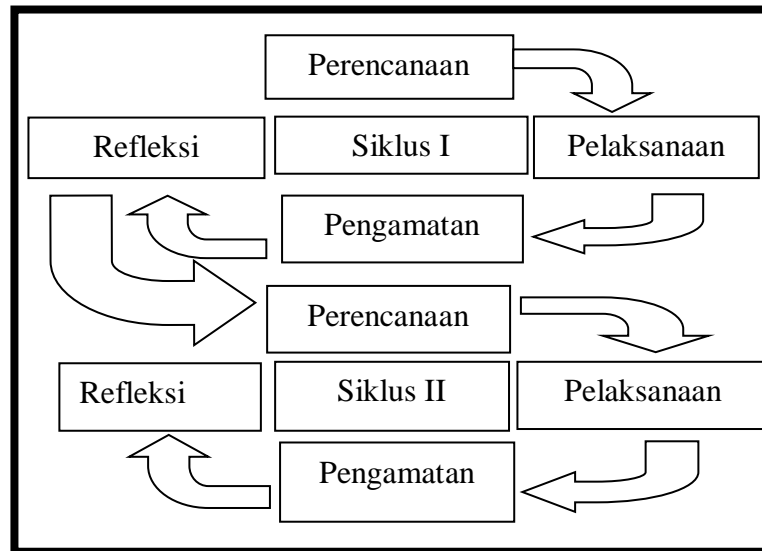 Perencanaan
Refleksi
Siklus I
Pelaksanaan
Pengamatan
Perencanaan
Refleksi
Siklus II
Pelaksanaan
Pengamatan